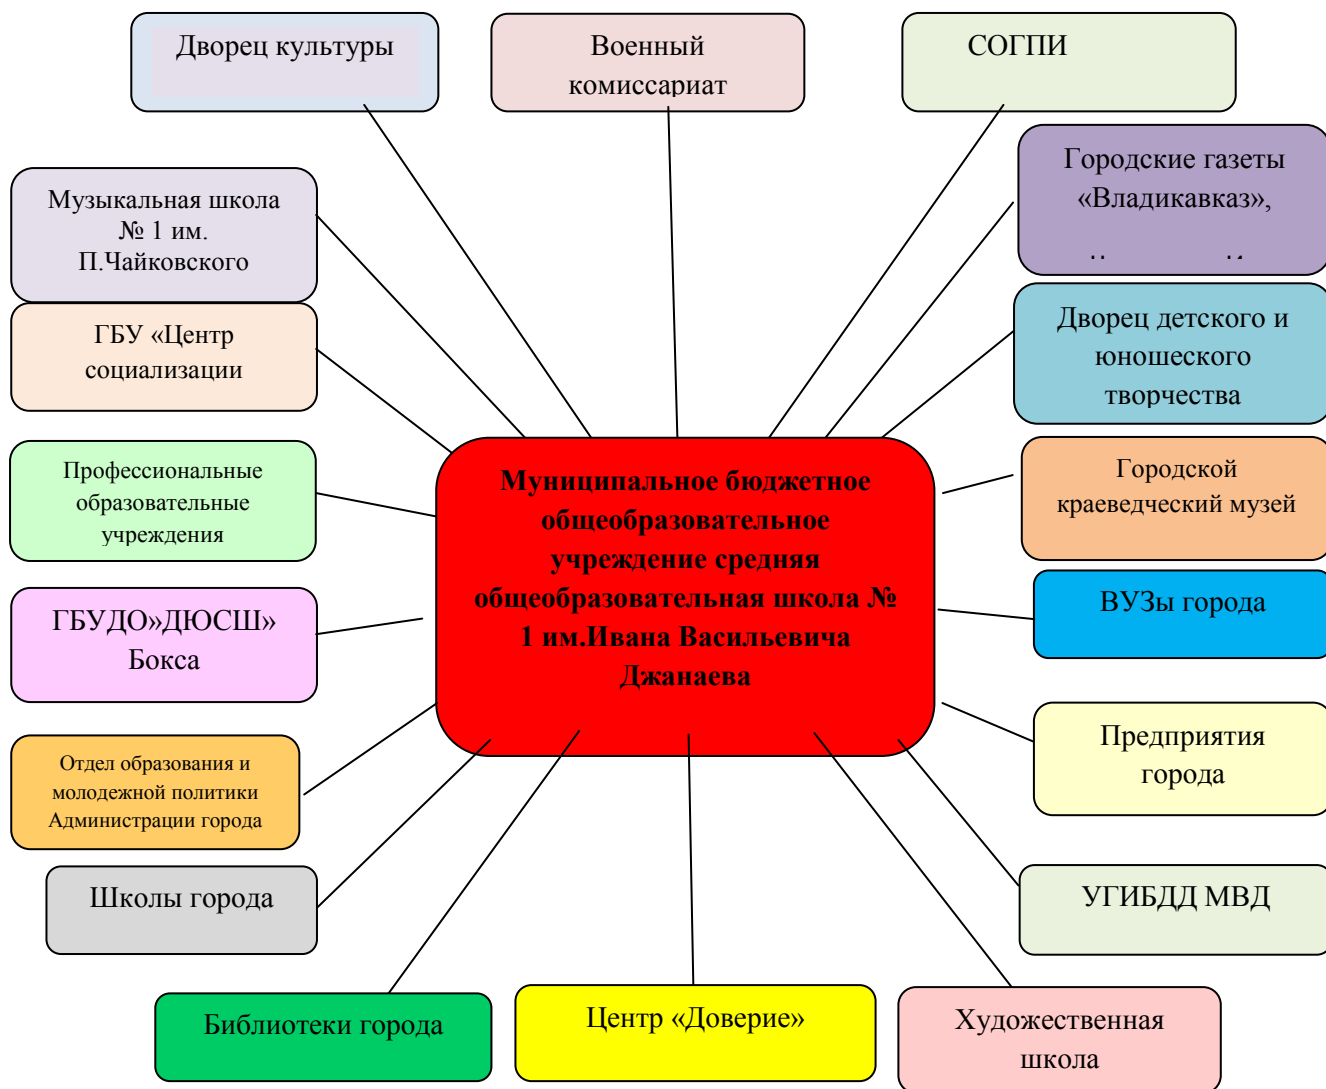 Дворец культуры
Военный
комиссариат
СОГПИ
Городские газеты
«Владикавказ»,
Музыкальная школа
№ 1 им.
П.Чайковского
Дворец детского и
юношеского
творчества
ГБУ «Центр
социализации
Профессиональные
образовательные
учреждения
Муниципальное бюджетное
общеобразовательное
учреждение средняя
общеобразовательная школа №
1 им.Ивана Васильевича
Джанаева
Городской
краеведческий музей
ГБУДО»ДЮСШ»
Бокса
ВУЗы города
Отдел образования и
молодежной политики
Администрации города
Предприятия
города
Школы города
УГИБДД МВД
Библиотеки города
Центр «Доверие»
Художественная
школа